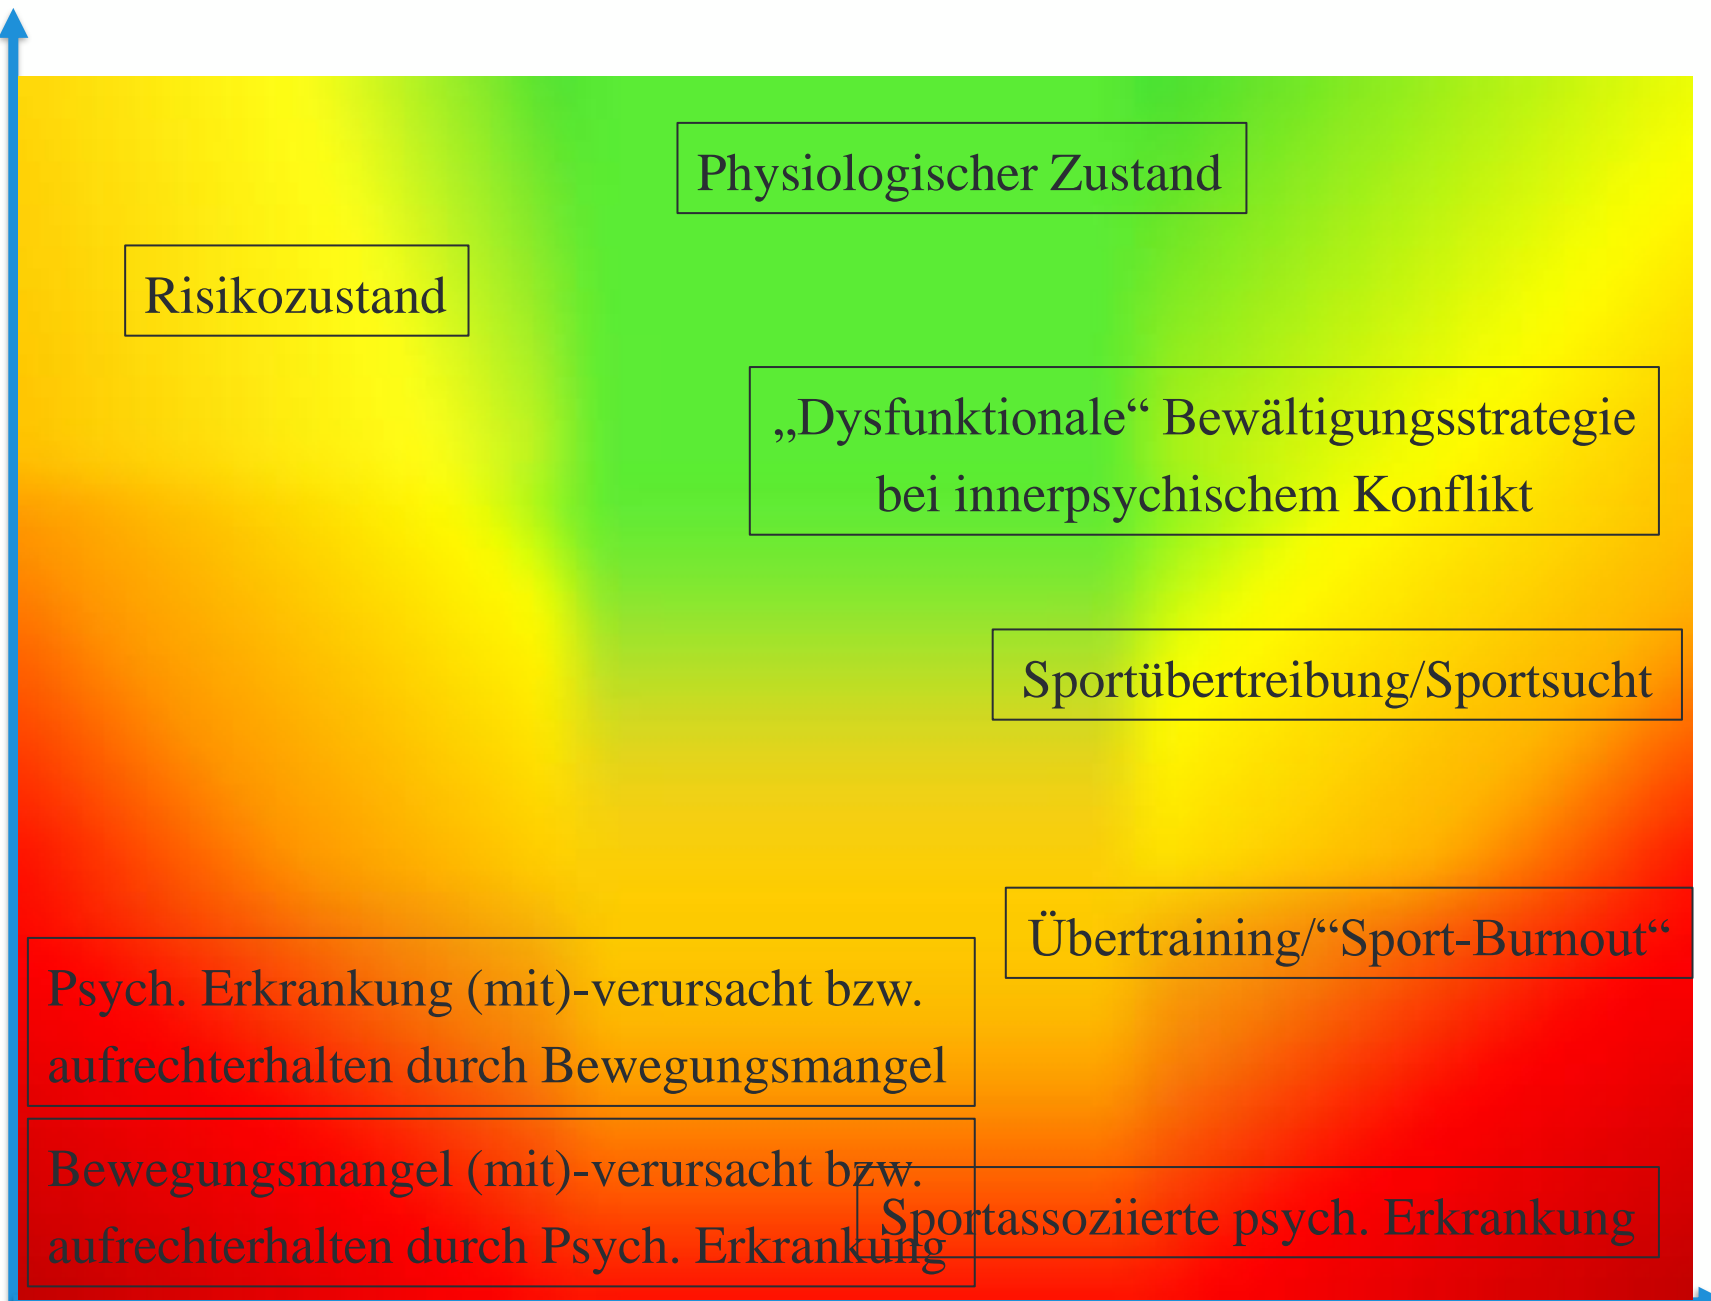 Physiologischer Zustand
Risikozustand
„Dysfunktionale“ Bewältigungsstrategie
bei innerpsychischem Konflikt
Sportübertreibung/Sportsucht
Übertraining/“Sport-Burnout“
Psych. Erkrankung (mit)-verursacht bzw.
aufrechterhalten durch Bewegungsmangel
Bewegungsmangel (mit)-verursacht bzw.
aufrechterhalten durch Psych. Erkrankung
Sportassoziierte psych. Erkrankung